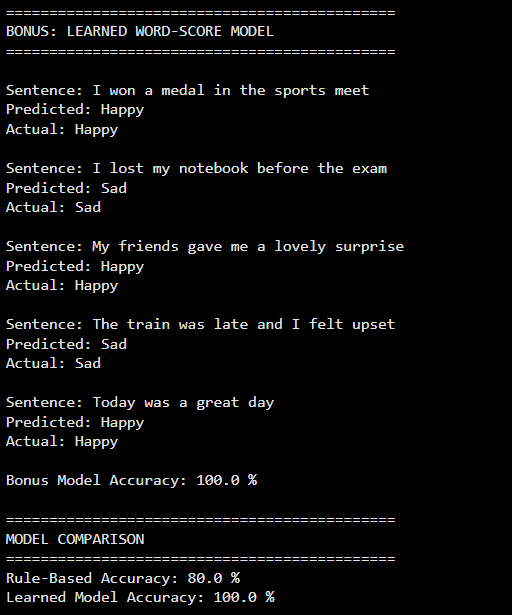 =============================================
BONUS: LEARNED WORD-SCORE MODEL
=============================================
Sentence: I won a medal in the sports meet
Predicted: Happy
Actual: Happy
Sentence: I lost my notebook before the exam
Predicted: Sad
Actual: Sad
Sentence: My friends gave me a lovely surprise
Predicted: Happy
Actual: Happy
Sentence: The train was late and I felt upset
Predicted: Sad
Actual: Sad
Sentence: Today was a great day
Predicted: Happy
Actual: Happy
Bonus Model Accuracy: 100.0 %
=============================================
MODEL COMPARISON
=============================================
Rule-Based Accuracy: 80.0 %
Learned Model Accuracy: 100.0 %